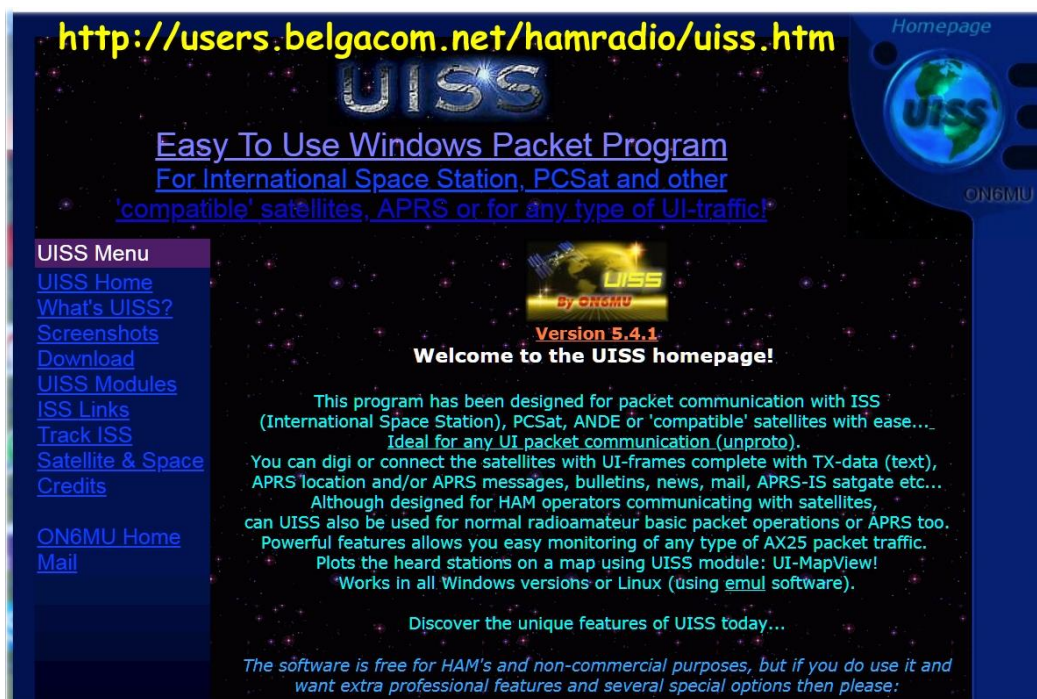 http://users.belgacom.net/hamradio/uiss.htm
Homepage
UISS
UISS
ON6MU
Easy To Use Windows Packet Program
For International Space Station, PCSat and other
'compatible' satellites, APRS or for any type of UI-traffic!
UISS Menu
UISS Home
What's UISS?
Screenshots
Download
UISS Modules
ISS Links
Track ISS
Satellite & Space
Credits
ON6MU Home
Mail
UISS
By ON6MU
Version 5.4.1
Welcome to the UISS homepage!
This program has been designed for packet communication with ISS
(International Space Station), PCSat, ANDE or 'compatible' satellites with ease...
Ideal for any UI packet communication (unproto).
You can digi or connect the satellites with UI-frames complete with TX-data (text),
APRS location and/or APRS messages, bulletins, news, mail, APRS-IS satgate etc...
Although designed for HAM operators communicating with satellites,
can UISS also be used for normal radioamateur basic packet operations or APRS too.
Powerful features allows you easy monitoring of any type of AX25 packet traffic.
Plots the heard stations on a map using UISS module: UI-MapView!
Works in all Windows versions or Linux (using emul software).
Discover the unique features of UISS today...
The software is free for HAM's and non-commercial purposes, but if you do use it and
want extra professional features and several special options then please: